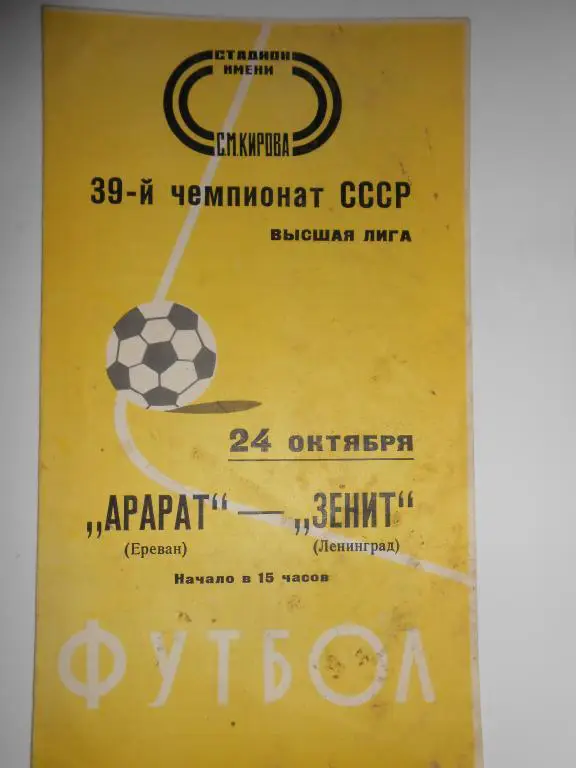 СТАДИОН
ИМЕНИ
С.М.КИРОВА
39-й чемпионат СССР
ВЫСШАЯ ЛИГА
24 ОКТЯБРЯ
„АРАРАТ“ — „ЗЕНИТ“
(Ереван) (Ленинград)
Начало в 15 часов
ФУТБОЛ